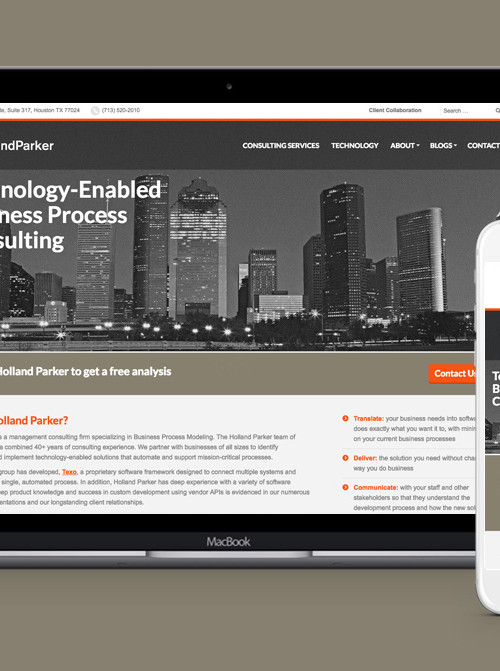 le, Suite 317, Houston TX 77024 (713) 520-2010 Client Collaboration Search ...
ndParker CONSULTING SERVICES TECHNOLOGY ABOUT BLOGS CONTACT
nology-Enabled
ness Process
sulting
Holland Parker to get a free analysis Contact Us
olland Parker?
s a management consulting firm specializing in Business Process Modeling. The Holland Parker team of
s combined 40+ years of consulting experience. We partner with businesses of all sizes to identify
d implement technology-enabled solutions that automate and support mission-critical processes.
group has developed, Texo, a proprietary software framework designed to connect multiple systems and
single, automated process. In addition, Holland Parker has deep experience with a variety of software
eep product knowledge and success in custom development using vendor APIs is evidenced in our numerous
entations and our longstanding client relationships.
Translate: your business needs into softwa
does exactly what you want it to, with mini
on your current business processes
Deliver: the solution you need without chan
way you do business
Communicate: with your staff and other
stakeholders so that they understand the
development process and how the new sol
MacBook
Te
B
C